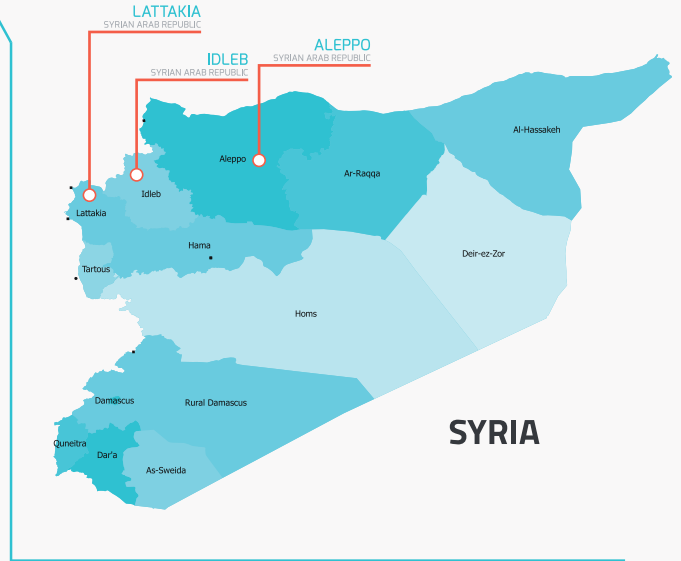 LATTAKIA
SYRIAN ARAB REPUBLIC
IDLEB
SYRIAN ARAB REPUBLIC
ALEPPO
SYRIAN ARAB REPUBLIC
Al-Hassakeh
Aleppo
Ar-Raqqa
Idleb
Lattakia
Hama
Deir-ez-Zor
Tartous
Homs
Damascus
Rural Damascus
SYRIA
Quneitra
Dar'a
As-Sweida